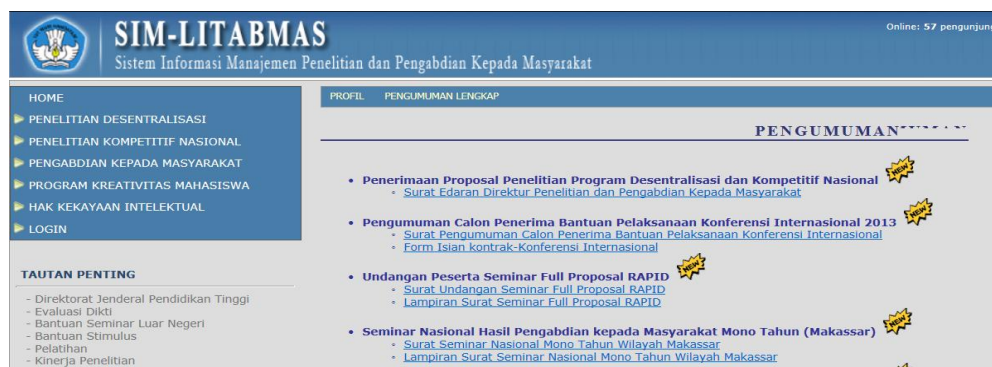 SIM-LITABMAS
Sistem Informasi Manajemen Penelitian dan Pengabdian Kepada Masyarakat
Online: 57 pengunjung
HOME
PENELITIAN DESENTRALISASI
PENELITIAN KOMPETITIF NASIONAL
PENGABDIAN KEPADA MASYARAKAT
PROGRAM KREATIVITAS MAHASISWA
HAK KEKAYAAN INTELEKTUAL
LOGIN
TAUTAN PENTING
- Direktorat Jenderal Pendidikan Tinggi
- Evaluasi Dikti
- Bantuan Seminar Luar Negeri
- Bantuan Stimulus
- Pelatihan
- Kinerja Penelitian
PROFIL PENGUMUMAN LENGKAP
PENGUMUMAN
• Penerimaan Proposal Penelitian Program Desentralisasi dan Kompetitif Nasional NEW
◦ Surat Edaran Direktur Penelitian dan Pengabdian Kepada Masyarakat
• Pengumuman Calon Penerima Bantuan Pelaksanaan Konferensi Internasional 2013 NEW
◦ Surat Pengumuman Calon Penerima Bantuan Pelaksanaan Konferensi Internasional
◦ Form Isian kontrak-Konferensi Internasional
• Undangan Peserta Seminar Full Proposal RAPID NEW
◦ Surat Undangan Seminar Full Proposal RAPID
◦ Lampiran Surat Seminar Full Proposal RAPID
• Seminar Nasional Hasil Pengabdian kepada Masyarakat Mono Tahun (Makassar) NEW
◦ Surat Seminar Nasional Mono Tahun Wilayah Makassar
◦ Lampiran Surat Seminar Nasional Mono Tahun Wilayah Makassar